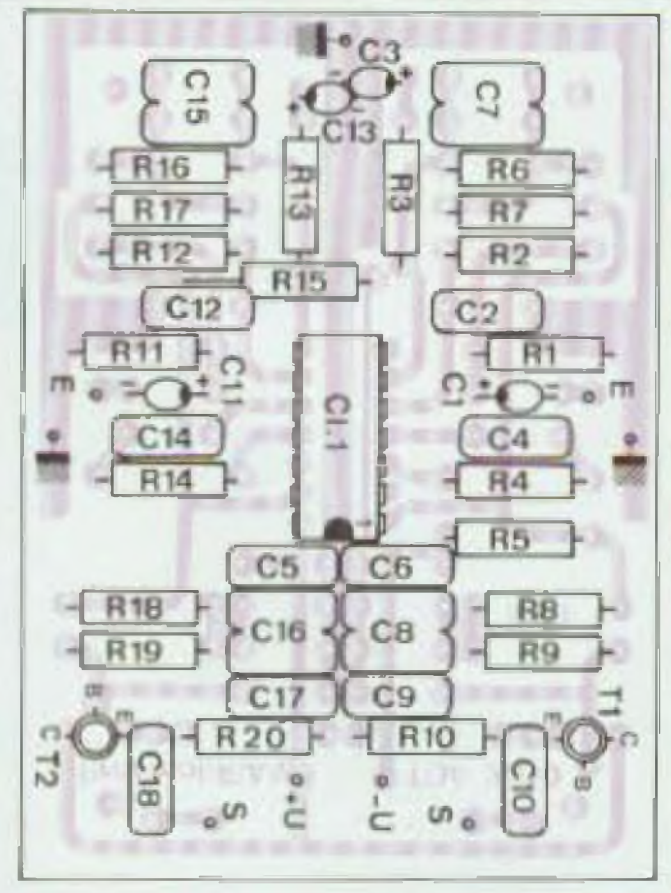 C3
C15 C7
C13
R16 R6
R13 R3
R17 R7
R12 R2
R15
C12 C2
R11 R1
E C11 C1 E
CI.1
C14 C4
R14 R4
R5
C5 C6
R18 R8
C16 C8
R19 R9
C17 C9
B T1
C E E C
T2 R20 R10 B
C18 C10
S +U -U S